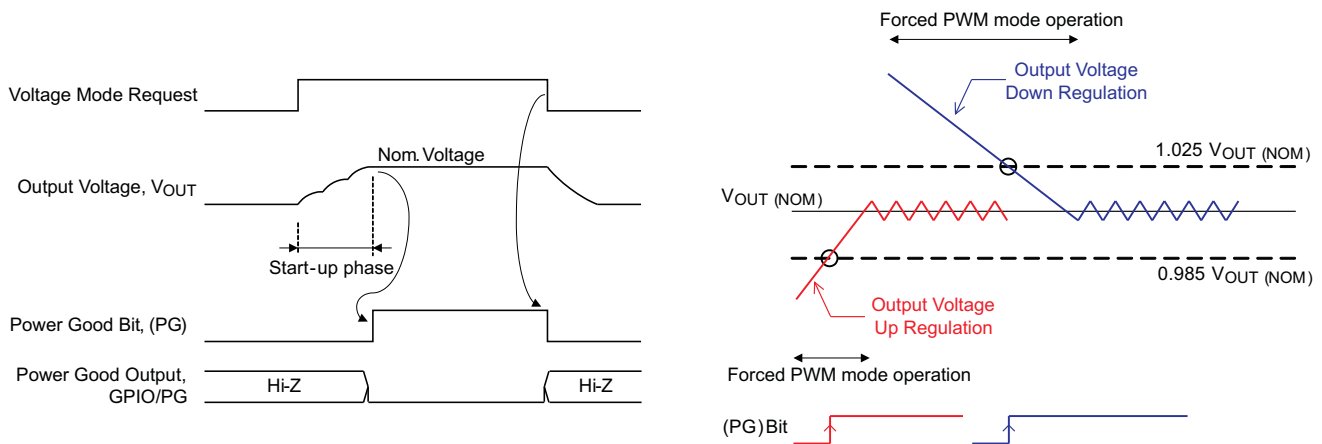 Voltage Mode Request
Nom. Voltage
Output Voltage, VOUT
Start-up phase
Power Good Bit, (PG)
Power Good Output,
GPIO/PG
Hi-Z
Hi-Z
Forced PWM mode operation
Output Voltage
Down Regulation
1.025 VOUT (NOM)
VOUT (NOM)
0.985 VOUT (NOM)
Output Voltage
Up Regulation
Forced PWM mode operation
(PG) Bit